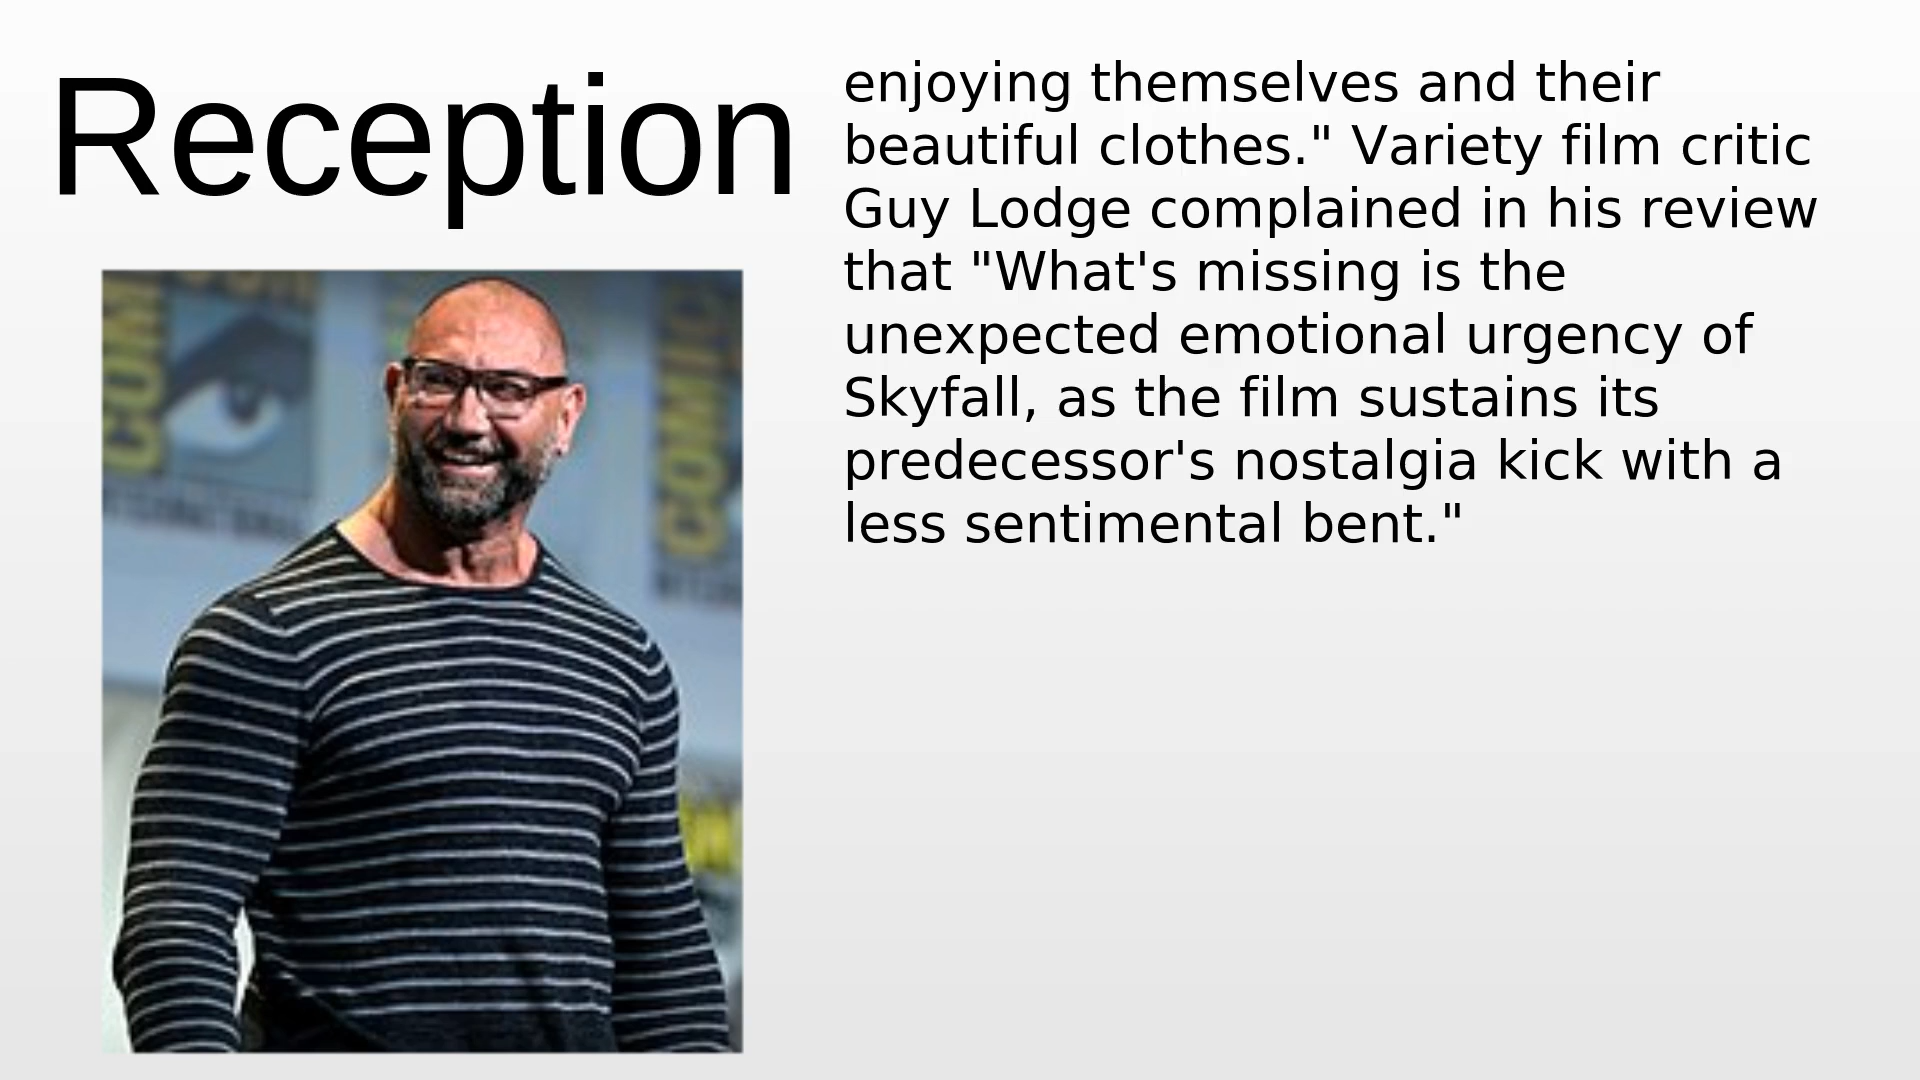 Reception
enjoying themselves and their
beautiful clothes." Variety film critic
Guy Lodge complained in his review
that "What's missing is the
unexpected emotional urgency of
Skyfall, as the film sustains its
predecessor's nostalgia kick with a
less sentimental bent."
COMIC